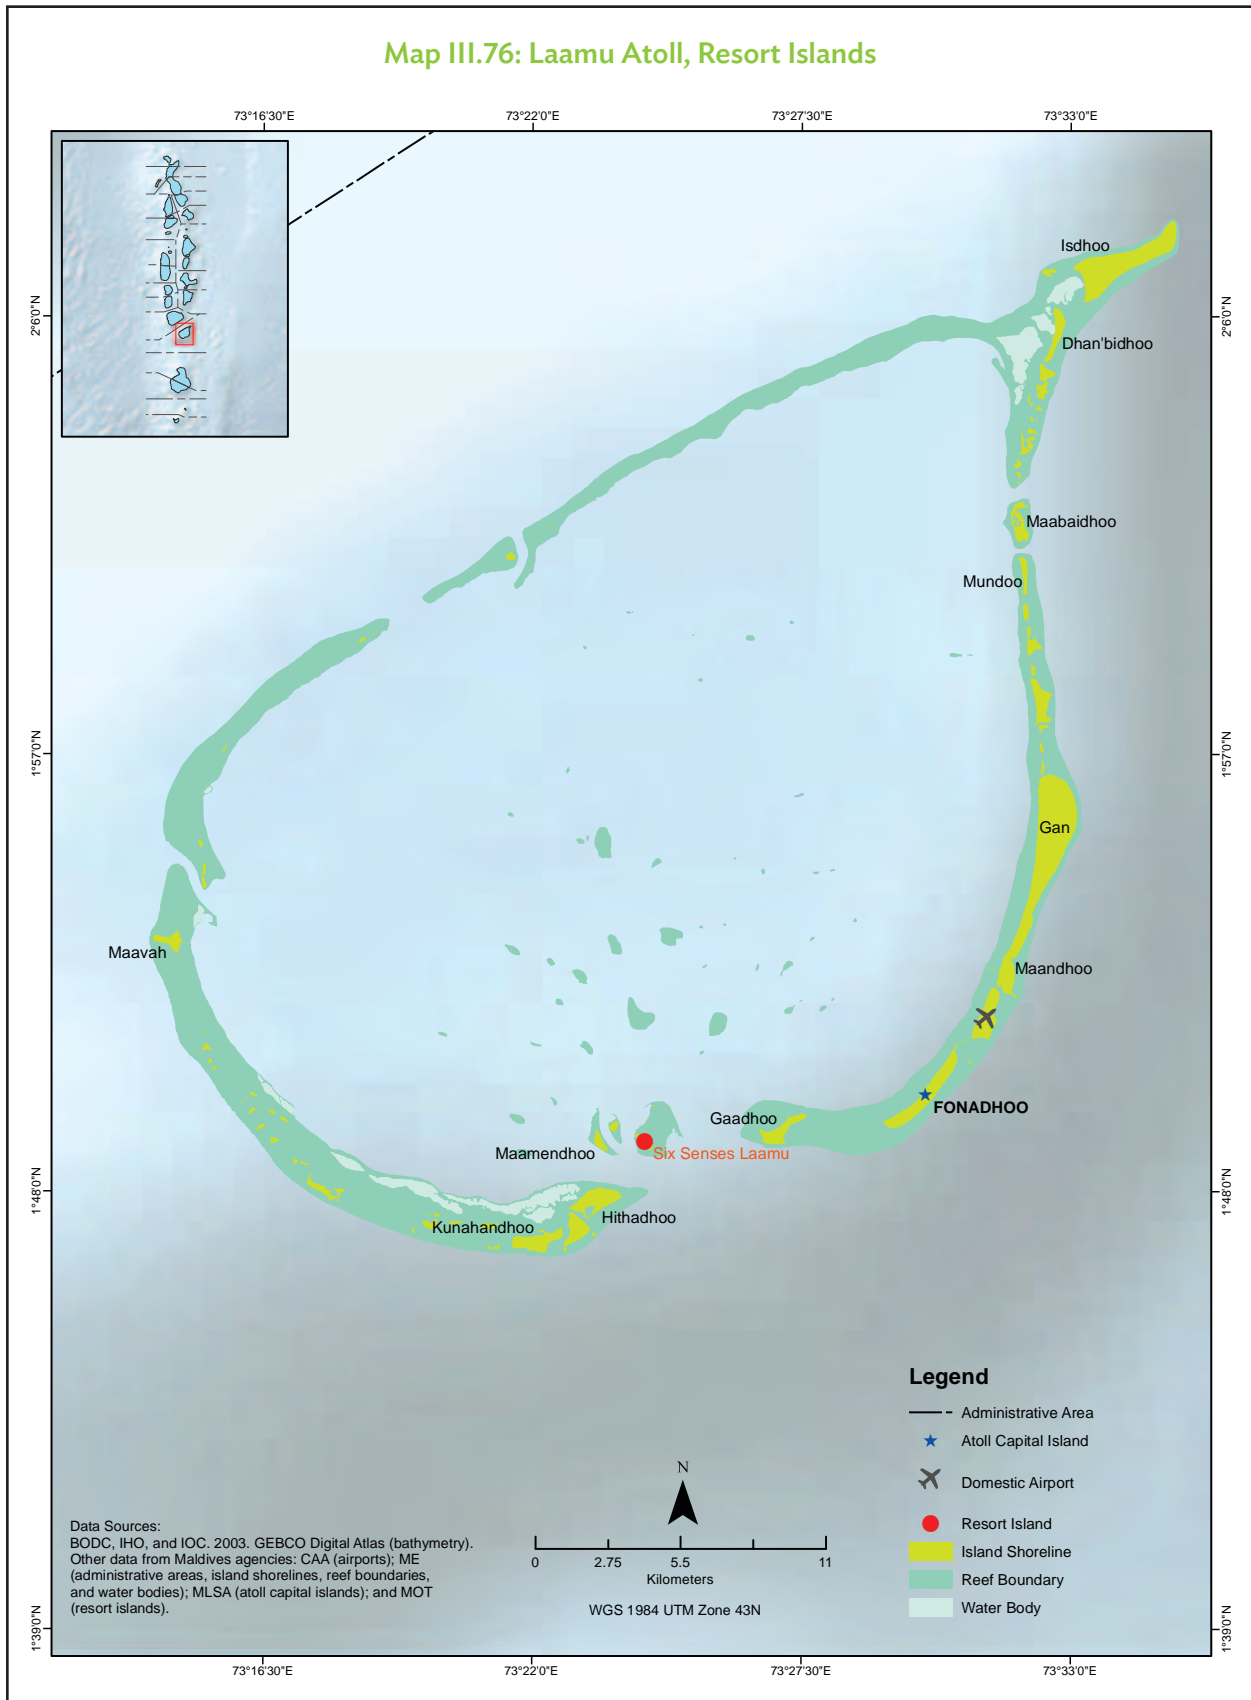 Map III.76: Laamu Atoll, Resort Islands
73°16'30"E
73°22'0"E
73°27'30"E
73°33'0"E
Isdhoo
2°6'0"N
2°6'0"N
Dhan'bidhoo
Maabaidhoo
Mundoo
1°57'0"N
1°57'0"N
Gan
Maavah
Maandhoo
FONADHOO
Gaadhoo
Maamendhoo
Six Senses Laamu
1°48'0"N
1°48'0"N
Hithadhoo
Kunahandhoo
Legend
Administrative Area
Atoll Capital Island
Domestic Airport
Resort Island
Island Shoreline
Reef Boundary
Water Body
N
0
2.75
5.5
11
Kilometers
WGS 1984 UTM Zone 43N
Data Sources:
BODC, IHO, and IOC. 2003. GEBCO Digital Atlas (bathymetry).
Other data from Maldives agencies: CAA (airports); ME
(administrative areas, island shorelines, reef boundaries,
and water bodies); MLSA (atoll capital islands); and MOT
(resort islands).
1°39'0"N
1°39'0"N
73°16'30"E
73°22'0"E
73°27'30"E
73°33'0"E